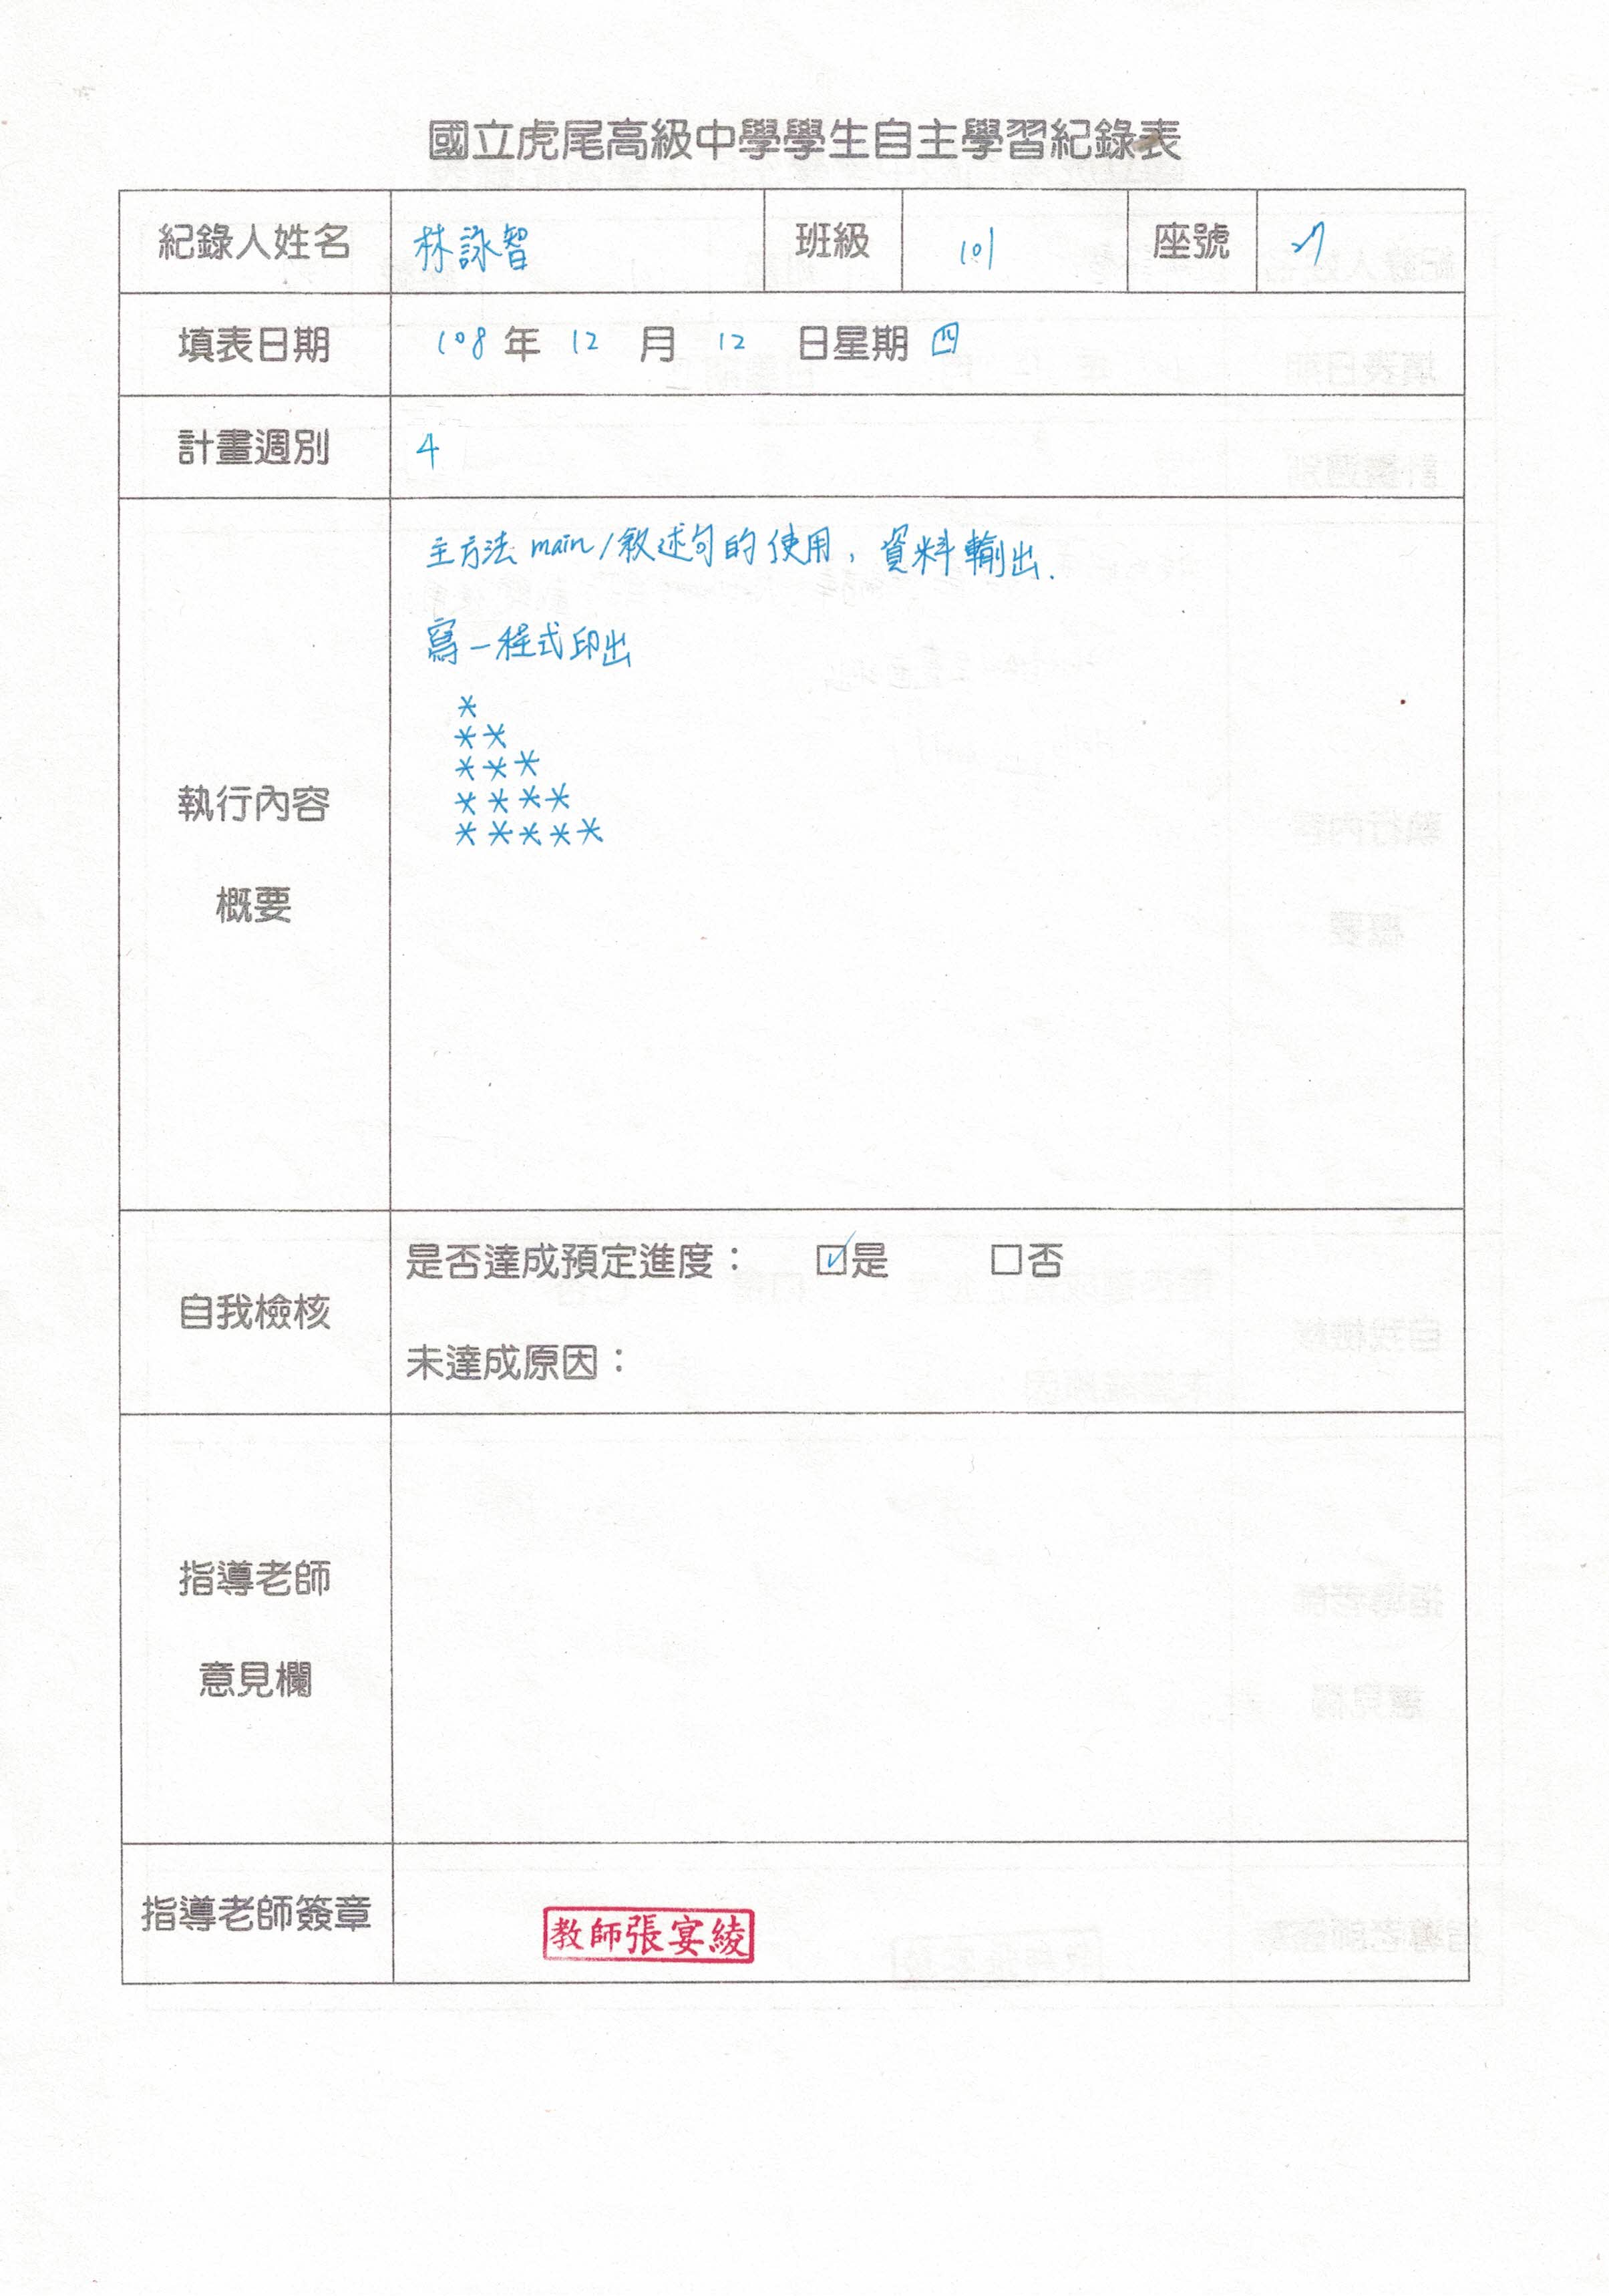 國立虎尾高級中學學生自主學習紀錄表
紀錄人姓名 林詠智 班級 101 座號 27
填表日期 108 年 12 月 12 日星期 四
計畫週別 4
執行內容
概要
主方法 main/敘述句的使用，資料輸出.
寫一程式印出
*
**
***
****
*****
自我檢核
是否達成預定進度： ☑是 □否
未達成原因：
指導老師
意見欄
指導老師簽章 教師張宴綾